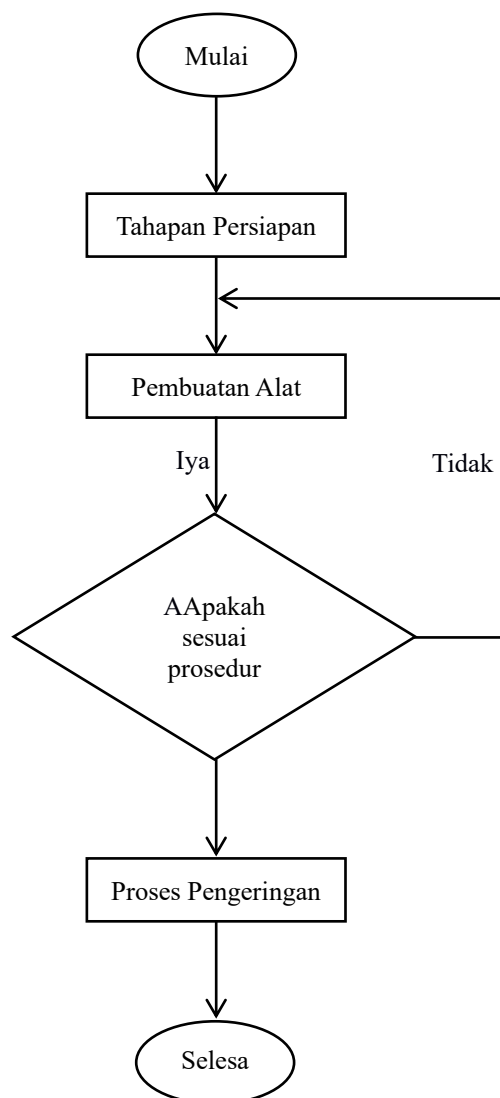 Mulai
Tahapan Persiapan
Pembuatan Alat
Iya
Tidak
AApakah
sesuai
prosedur
Proses Pengeringan
Selesa